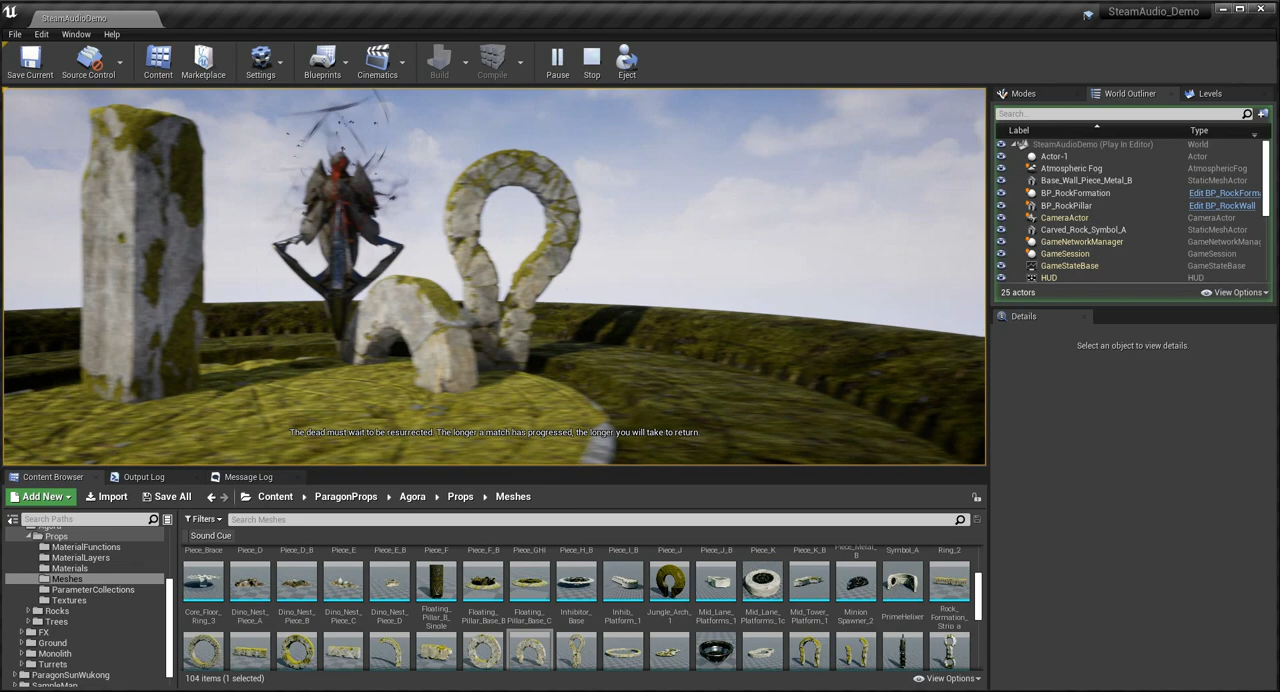 SteamAudioDemo
SteamAudio_Demo
File Edit Window Help
Save Current Source Control Content Marketplace Settings Blueprints Cinematics Build Compile Pause Stop Eject
Modes World Outliner Levels
Search...
Label Type
SteamAudioDemo (Play In Editor) World
Actor-1 Actor
Atmospheric Fog AtmosphericFog
Base_Wall_Piece_Metal_B StaticMeshActor
BP_RockFormation Edit BP_RockForm
BP_RockPillar Edit BP_RockWall
CameraActor CameraActor
Carved_Rock_Symbol_A StaticMeshActor
GameNetworkManager GameNetworkMana
GameSession GameSession
GameStateBase GameStateBase
HUD HUD
25 actors View Options
Details
Select an object to view details.
The dead must wait to be resurrected. The longer a match has progressed, the longer you will take to return.
Content Browser Output Log Message Log
Add New Import Save All Content ParagonProps Agora Props Meshes
Search Paths
Agora
Props
MaterialFunctions
MaterialLayers
Materials
Meshes
ParameterCollections
Textures
Rocks
Trees
FX
Ground
Monolith
Turrets
ParagonSunWukong
SampleMap
Filters Search Meshes
Sound Cue
Piece_Brace Piece_D Piece_D_B Piece_E Piece_E_B Piece_F Piece_F_B Piece_GHI Piece_H_B Piece_I_B Piece_J Piece_J_B Piece_K Piece_K_B Piece_Metal_B Symbol_A Ring_2
Core_Floor_Ring_3 Dino_Nest_Piece_A Dino_Nest_Piece_B Dino_Nest_Piece_C Dino_Nest_Piece_D Floating_Pillar_B_Single Floating_Pillar_Base_B Floating_Pillar_Base_C Inhibitor_Base Inhib_Platform_1 Jungle_Arch_1 Mid_Lane_Platforms_1 Mid_Lane_Platforms_1c Mid_Tower_Platform_1 Minion Spawner_2 PrimeHelixer Rock_Formation_Strip_a
104 items (1 selected) View Options